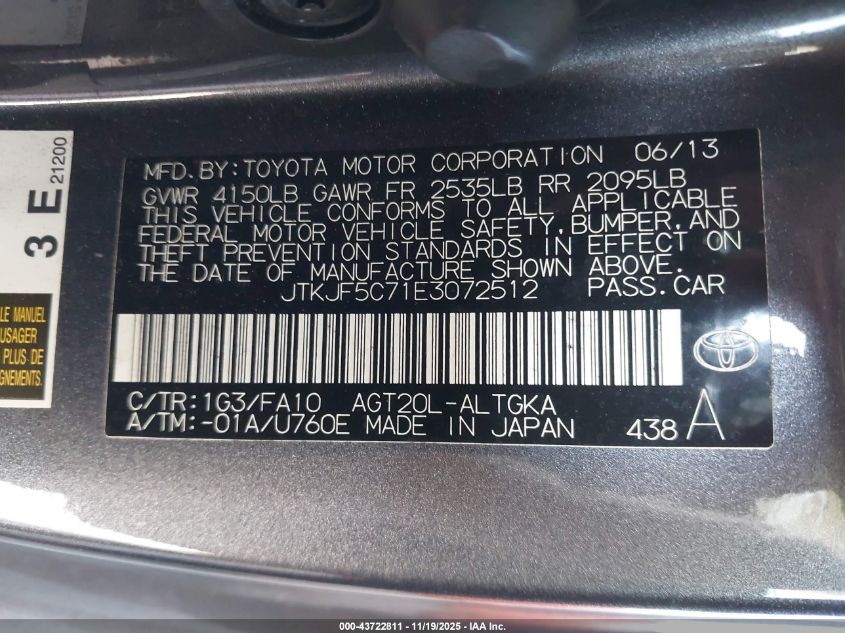 MFD.BY:TOYOTA MOTOR CORPORATION 06/13
GVWR 4150LB GAWR FR 2535LB RR 2095LB
THIS VEHICLE CONFORMS TO ALL APPLICABLE
FEDERAL MOTOR VEHICLE SAFETY,BUMPER,AND
THEFT PREVENTION STANDARDS IN EFFECT ON
THE DATE OF MANUFACTURE SHOWN ABOVE.
JTKJF5C71E3072512 PASS.CAR
C/TR:1G3/FA10 AGT20L-ALTGKA
A/TM:-01A/U760E MADE IN JAPAN 438 A
3 E
21200
LE MANUEL
USAGER
PLUS DE
GNEMENTS.
000-43722811 - 11/19/2025 - IAA Inc.